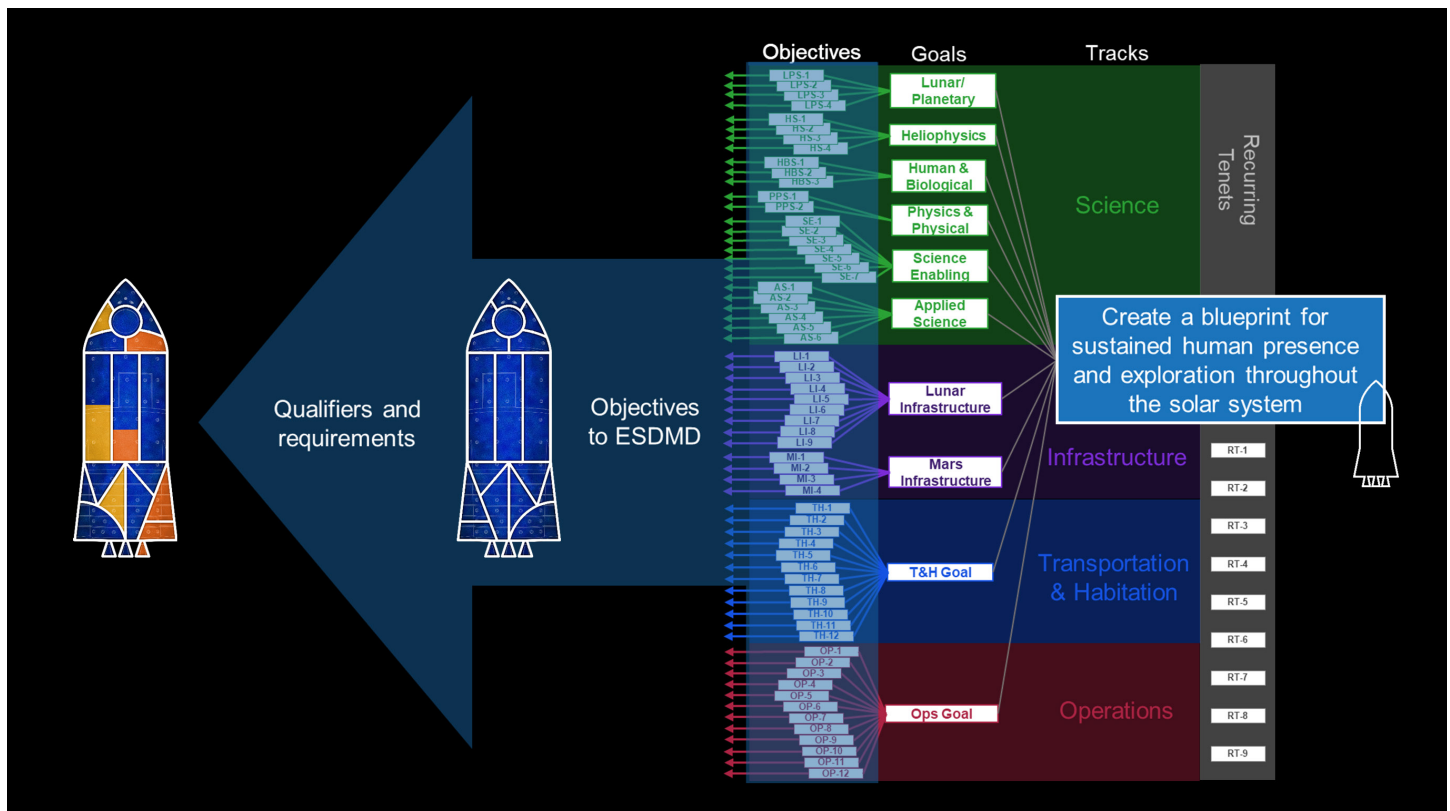 Objectives
Goals
Tracks
LPS-1
LPS-2
LPS-3
LPS-4
HS-1
HS-2
HS-3
HS-4
HBS-1
HBS-2
HBS-3
PPS-1
PPS-2
SE-1
SE-2
SE-3
SE-4
SE-5
SE-6
SE-7
AS-1
AS-2
AS-3
AS-4
AS-5
AS-6
LI-1
LI-2
LI-3
LI-4
LI-5
LI-6
LI-7
LI-8
LI-9
MI-1
MI-2
MI-3
MI-4
TH-1
TH-2
TH-3
TH-4
TH-5
TH-6
TH-7
TH-8
TH-9
TH-10
TH-11
TH-12
OP-1
OP-2
OP-3
OP-4
OP-5
OP-6
OP-7
OP-8
OP-9
OP-10
OP-11
OP-12
Lunar/
Planetary
Heliophysics
Human &
Biological
Physics &
Physical
Science
Enabling
Applied
Science
Lunar
Infrastructure
Mars
Infrastructure
T&H Goal
Ops Goal
Science
Infrastructure
Transportation
& Habitation
Operations
Recurring
Tenets
RT-1
RT-2
RT-3
RT-4
RT-5
RT-6
RT-7
RT-8
RT-9
Create a blueprint for
sustained human presence
and exploration throughout
the solar system
Qualifiers and
requirements
Objectives
to ESDMD